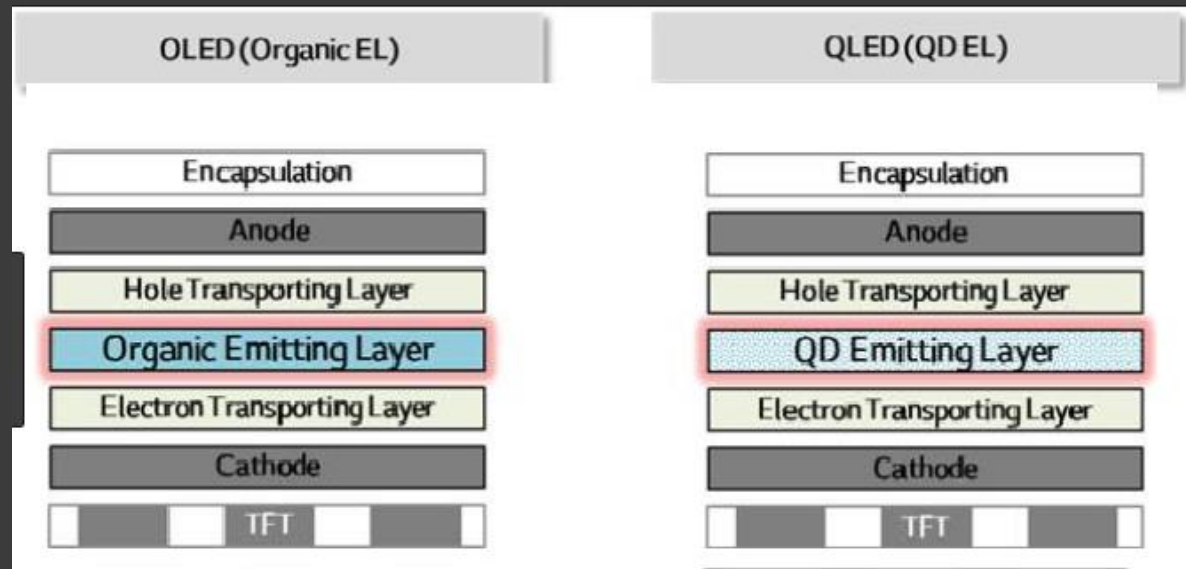 OLED (Organic EL)
Encapsulation
Anode
Hole Transporting Layer
Organic Emitting Layer
Electron Transporting Layer
Cathode
TFT
QLED (QD EL)
Encapsulation
Anode
Hole Transporting Layer
QD Emitting Layer
Electron Transporting Layer
Cathode
TFT